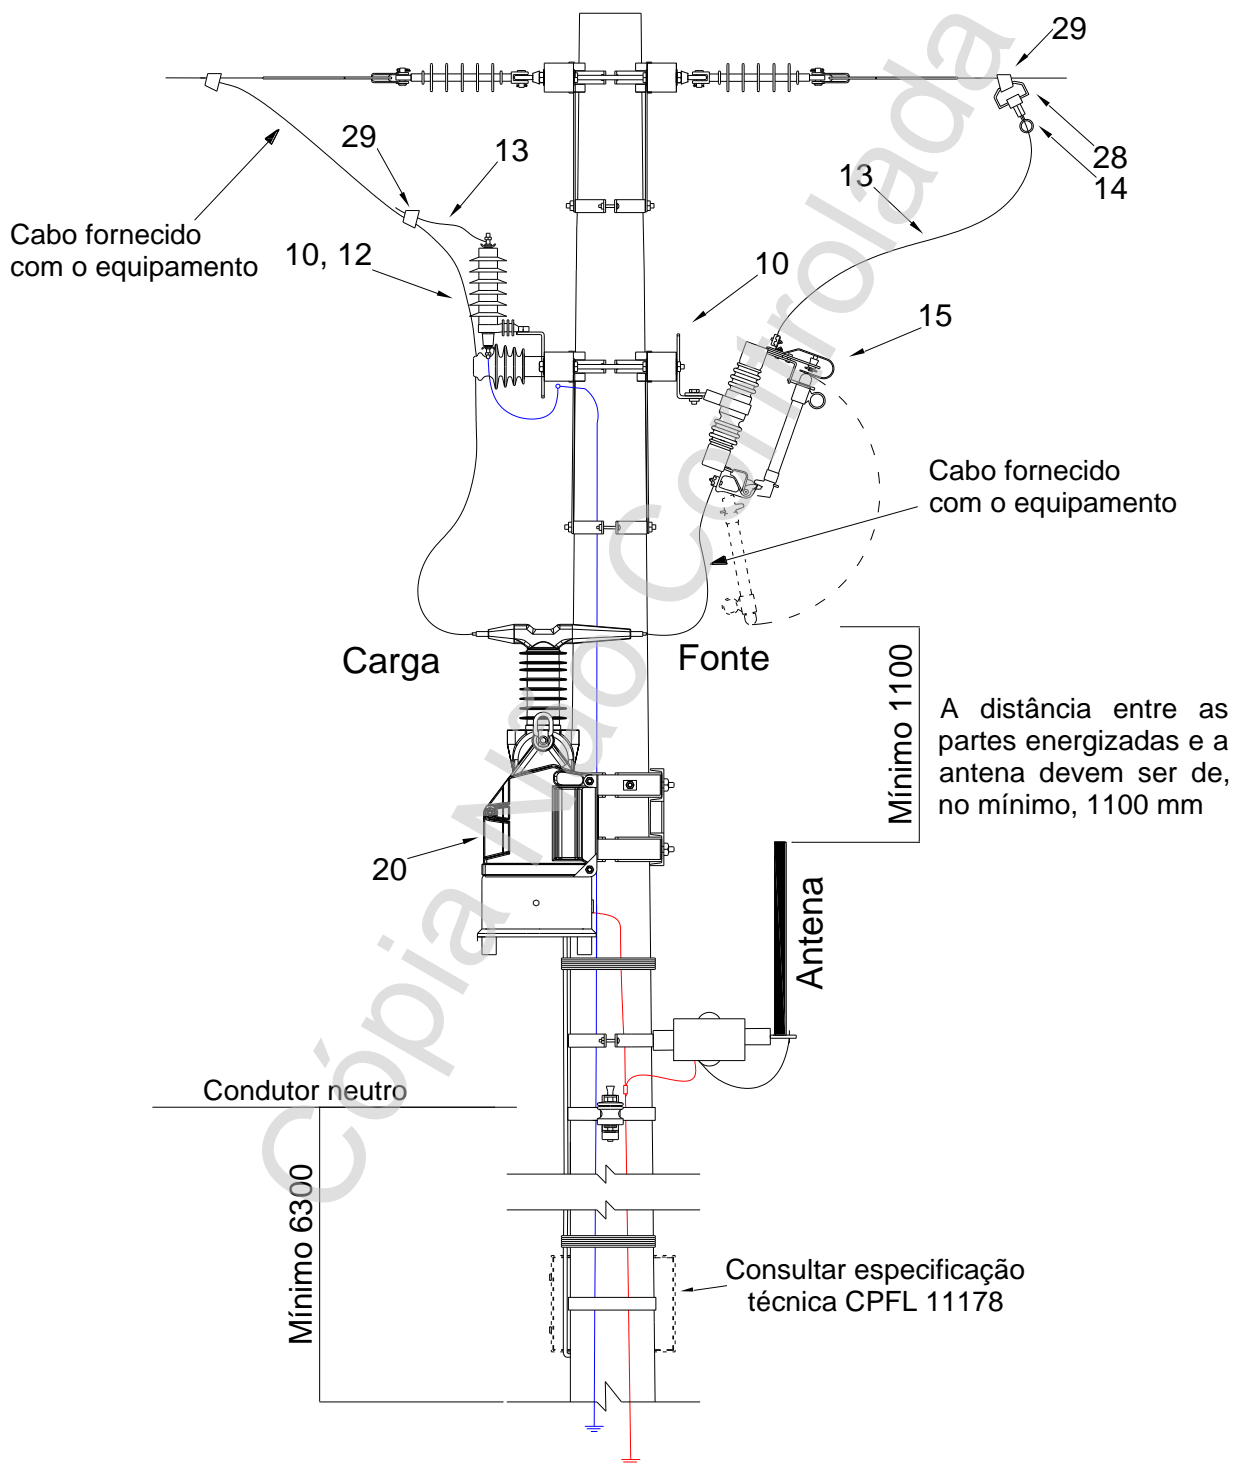 29
29
13
28
14
13
Cabo fornecido
com o equipamento
10, 12
10
15
Cabo fornecido
com o equipamento
Carga
Fonte
Mínimo 1100
A distância entre as
partes energizadas e a
antena devem ser de,
no mínimo, 1100 mm
20
Antena
Condutor neutro
Mínimo 6300
Consultar especificação
técnica CPFL 11178
Cópia Não Controlada